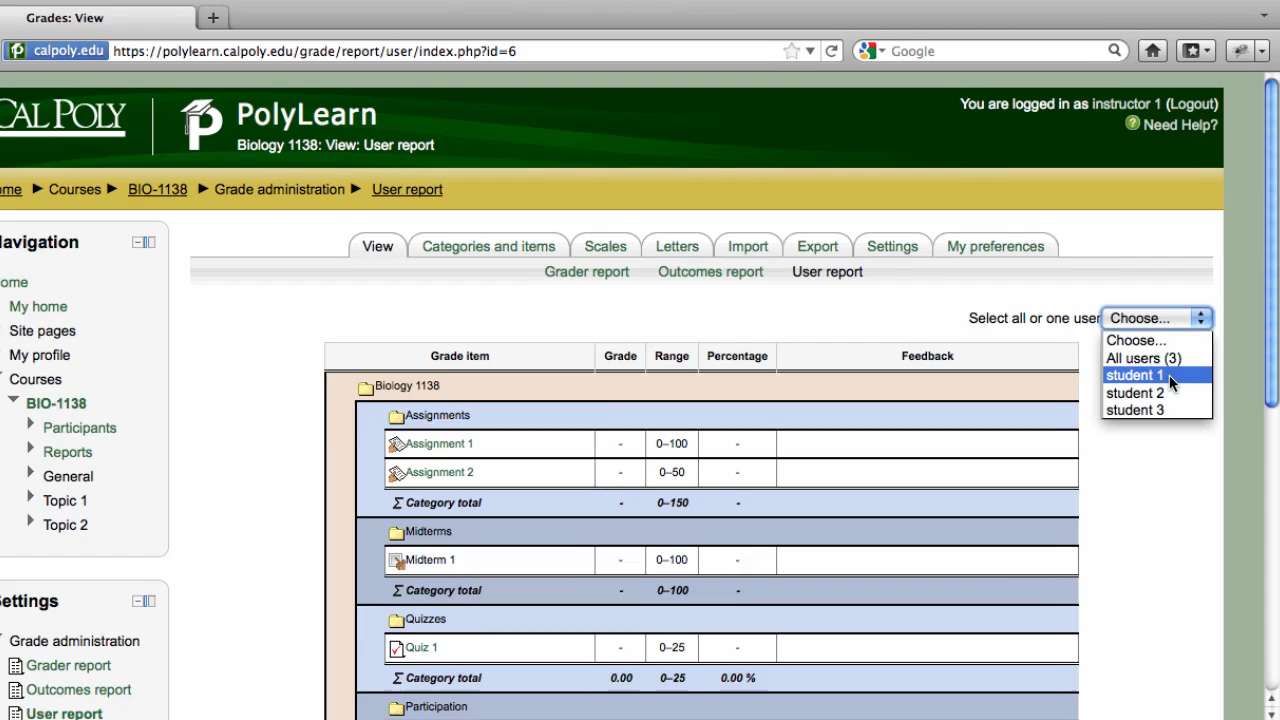 Grades: View
calpoly.edu https://polylearn.calpoly.edu/grade/report/user/index.php?id=6 Google
CAL POLY PolyLearn
Biology 1138: View: User report
You are logged in as instructor 1 (Logout)
Need Help?
ome ► Courses ► BIO-1138 ► Grade administration ► User report
avigation
ome
My home
Site pages
My profile
Courses
BIO-1138
Participants
Reports
General
Topic 1
Topic 2
ettings
Grade administration
Grader report
Outcomes report
User report
View Categories and items Scales Letters Import Export Settings My preferences
Grader report Outcomes report User report
Select all or one user Choose...
Choose...
All users (3)
student 1
student 2
student 3
Grade item Grade Range Percentage Feedback
Biology 1138
Assignments
Assignment 1 - 0–100 -
Assignment 2 - 0–50 -
∑ Category total - 0–150 -
Midterms
Midterm 1 - 0–100 -
∑ Category total - 0–100 -
Quizzes
Quiz 1 - 0–25 -
∑ Category total 0.00 0–25 0.00 %
Participation